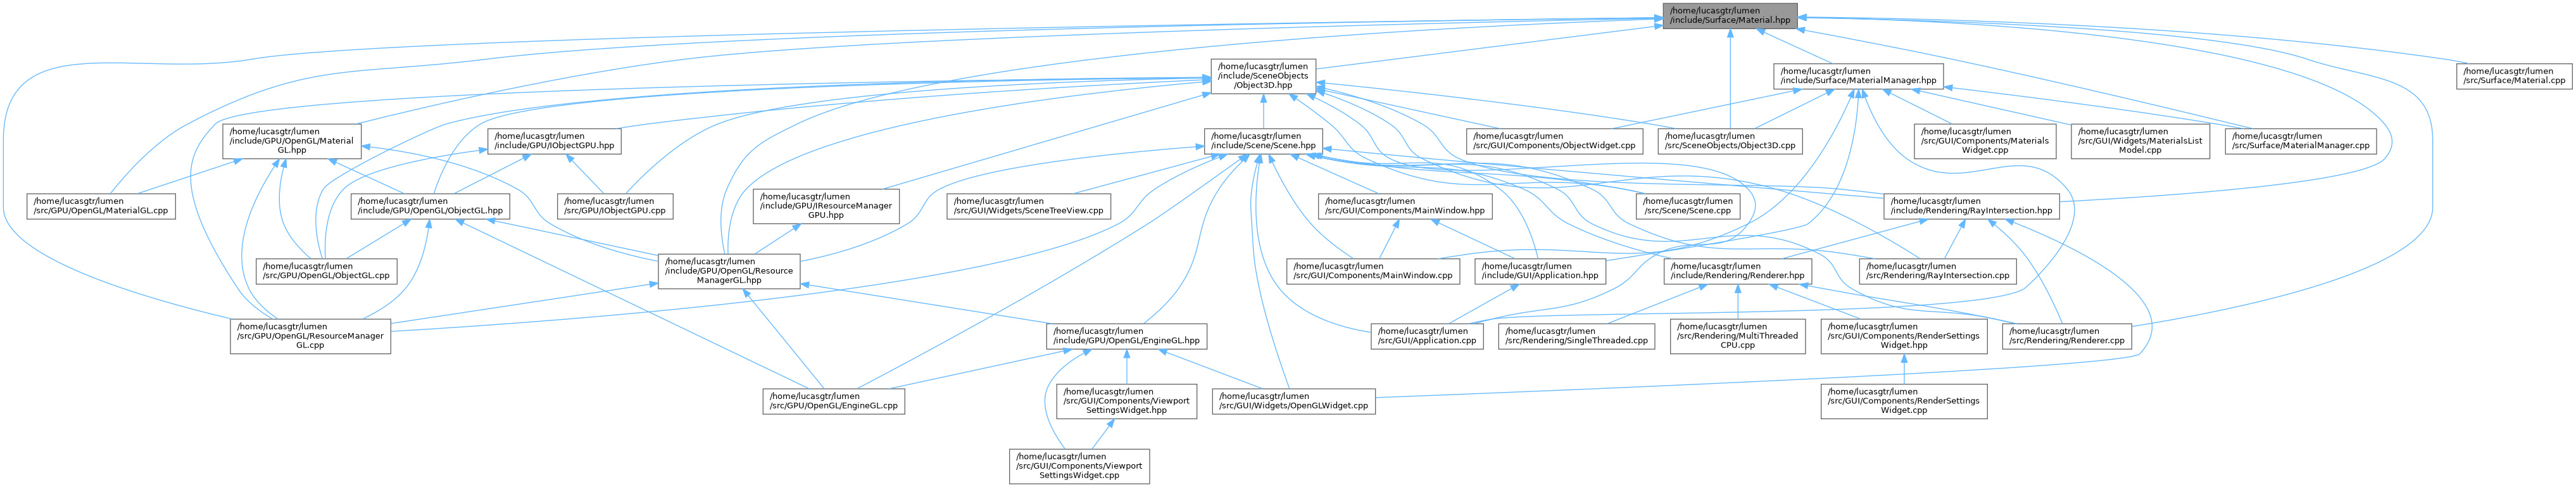 /home/lucasgtr/lumen
/include/Surface/Material.hpp
/home/lucasgtr/lumen
/include/SceneObjects
/Object3D.hpp
/home/lucasgtr/lumen
/include/Surface/MaterialManager.hpp
/home/lucasgtr/lumen
/src/Surface/Material.cpp
/home/lucasgtr/lumen
/include/GPU/OpenGL/Material
GL.hpp
/home/lucasgtr/lumen
/include/GPU/IObjectGPU.hpp
/home/lucasgtr/lumen
/include/Scene/Scene.hpp
/home/lucasgtr/lumen
/src/GUI/Components/ObjectWidget.cpp
/home/lucasgtr/lumen
/src/SceneObjects/Object3D.cpp
/home/lucasgtr/lumen
/src/GUI/Components/Materials
Widget.cpp
/home/lucasgtr/lumen
/src/GUI/Widgets/MaterialsList
Model.cpp
/home/lucasgtr/lumen
/src/Surface/MaterialManager.cpp
/home/lucasgtr/lumen
/src/GPU/OpenGL/MaterialGL.cpp
/home/lucasgtr/lumen
/include/GPU/OpenGL/ObjectGL.hpp
/home/lucasgtr/lumen
/src/GPU/IObjectGPU.cpp
/home/lucasgtr/lumen
/include/GPU/IResourceManager
GPU.hpp
/home/lucasgtr/lumen
/src/GUI/Widgets/SceneTreeView.cpp
/home/lucasgtr/lumen
/src/GUI/Components/MainWindow.hpp
/home/lucasgtr/lumen
/src/Scene/Scene.cpp
/home/lucasgtr/lumen
/include/Rendering/RayIntersection.hpp
/home/lucasgtr/lumen
/src/GPU/OpenGL/ObjectGL.cpp
/home/lucasgtr/lumen
/include/GPU/OpenGL/Resource
ManagerGL.hpp
/home/lucasgtr/lumen
/src/GUI/Components/MainWindow.cpp
/home/lucasgtr/lumen
/include/GUI/Application.hpp
/home/lucasgtr/lumen
/include/Rendering/Renderer.hpp
/home/lucasgtr/lumen
/src/Rendering/RayIntersection.cpp
/home/lucasgtr/lumen
/src/GPU/OpenGL/ResourceManager
GL.cpp
/home/lucasgtr/lumen
/include/GPU/OpenGL/EngineGL.hpp
/home/lucasgtr/lumen
/src/GUI/Application.cpp
/home/lucasgtr/lumen
/src/Rendering/SingleThreaded.cpp
/home/lucasgtr/lumen
/src/Rendering/MultiThreaded
CPU.cpp
/home/lucasgtr/lumen
/src/GUI/Components/RenderSettings
Widget.hpp
/home/lucasgtr/lumen
/src/Rendering/Renderer.cpp
/home/lucasgtr/lumen
/src/GPU/OpenGL/EngineGL.cpp
/home/lucasgtr/lumen
/src/GUI/Components/Viewport
SettingsWidget.hpp
/home/lucasgtr/lumen
/src/GUI/Widgets/OpenGLWidget.cpp
/home/lucasgtr/lumen
/src/GUI/Components/RenderSettings
Widget.cpp
/home/lucasgtr/lumen
/src/GUI/Components/Viewport
SettingsWidget.cpp